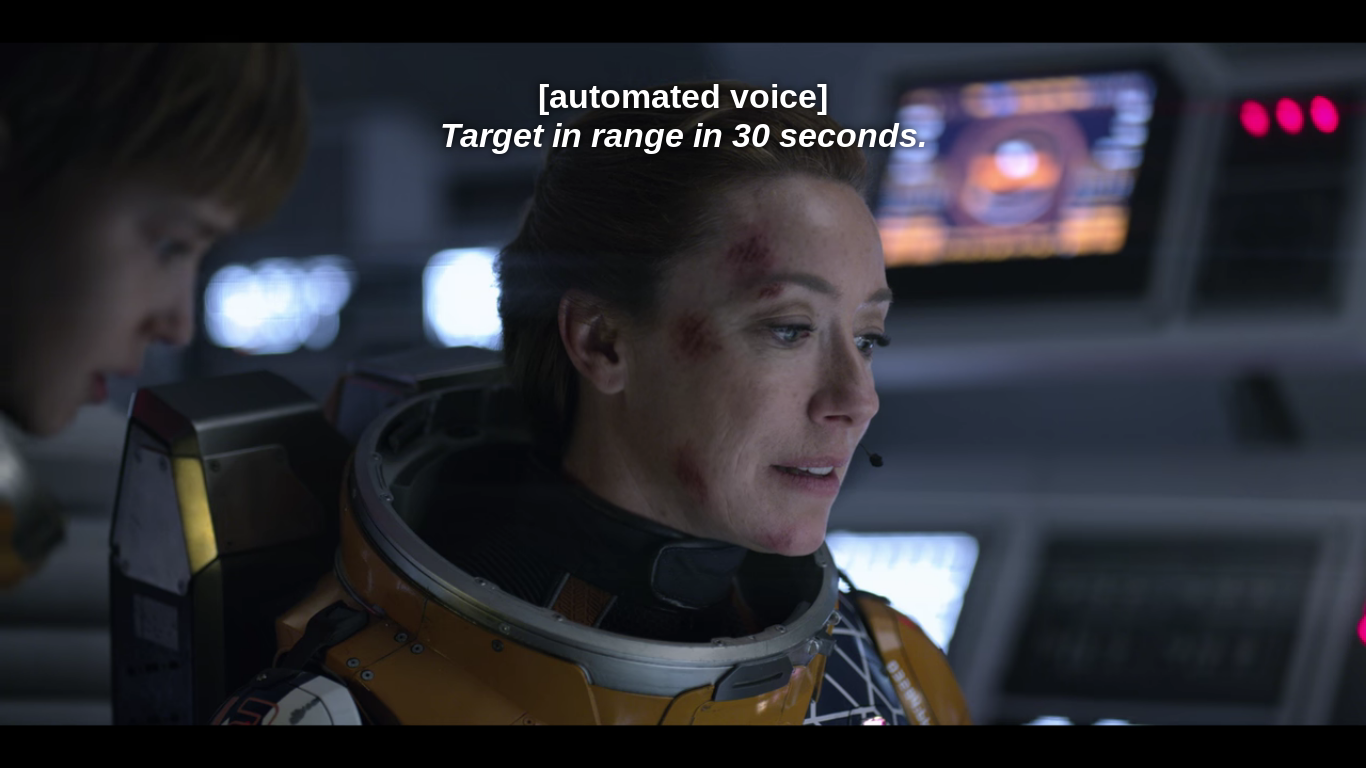 [automated voice]
Target in range in 30 seconds.